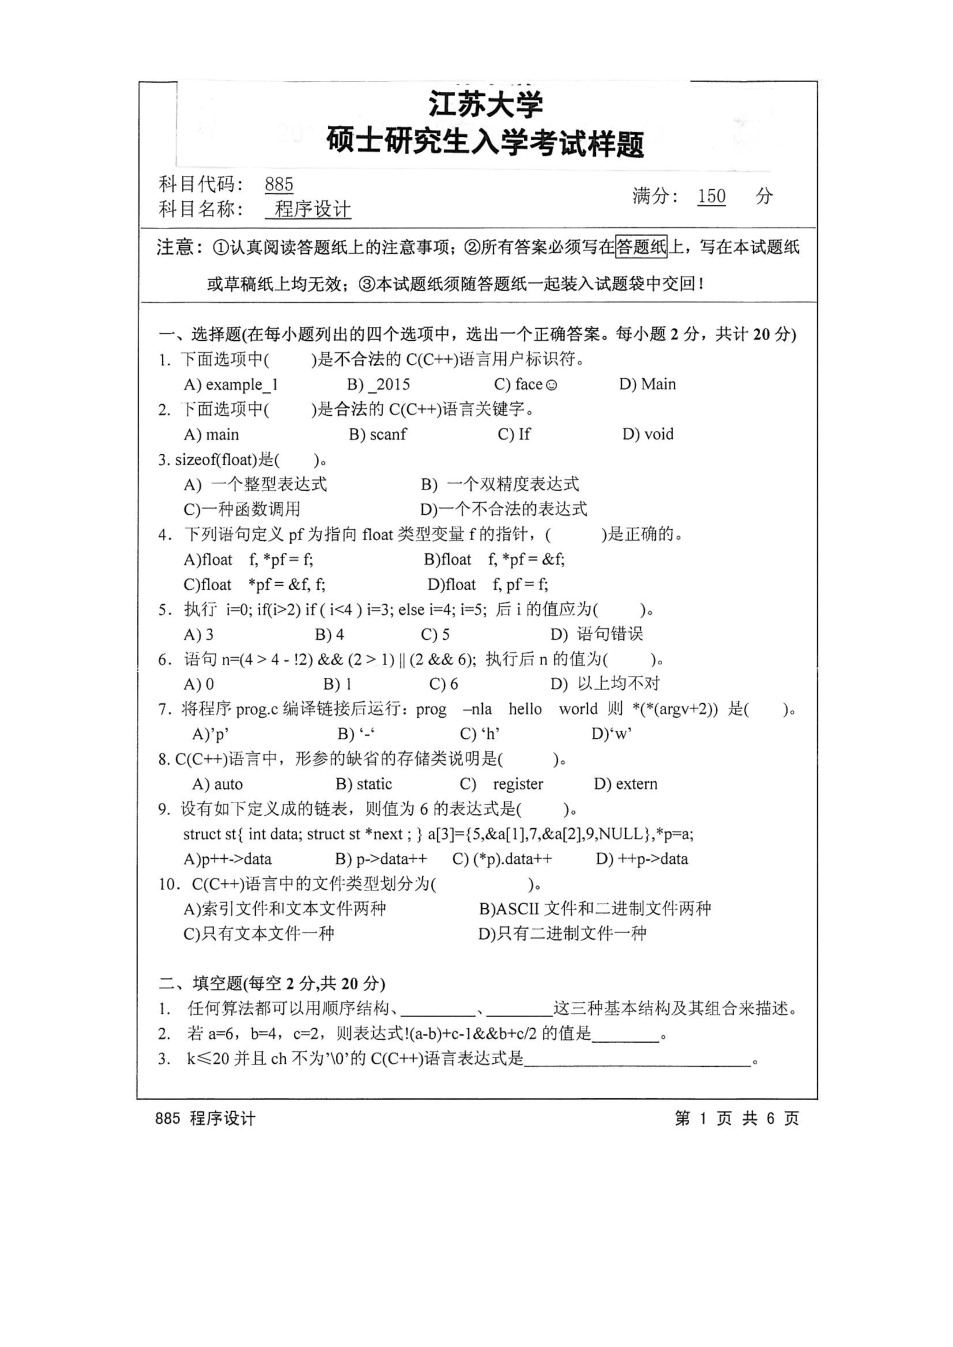 江苏大学
硕士研究生入学考试样题
科目代码： 885
满分： 150 分
科目名称： 程序设计
注意：①认真阅读答题纸上的注意事项；②所有答案必须写在答题纸上，写在本试题纸
或草稿纸上均无效；③本试题纸须随答题纸一起装入试题袋中交回！
一、选择题(在每小题列出的四个选项中，选出一个正确答案。每小题 2 分，共计 20 分)
1. 下面选项中( )是不合法的 C(C++)语言用户标识符。
A) example_1 B) _2015 C) face☺ D) Main
2. 下面选项中( )是合法的 C(C++)语言关键字。
A) main B) scanf C) If D) void
3. sizeof(float)是( )。
A) 一个整型表达式 B) 一个双精度表达式
C)一种函数调用 D)一个不合法的表达式
4．下列语句定义 pf 为指向 float 类型变量 f 的指针，( )是正确的。
A)float f, *pf = f; B)float f, *pf = &f;
C)float *pf = &f, f; D)float f, pf = f;
5．执行 i=0; if(i>2) if ( i<4 ) i=3; else i=4; i=5; 后 i 的值应为( )。
A) 3 B) 4 C) 5 D) 语句错误
6．语句 n=(4 > 4 - !2) && (2 > 1) || (2 && 6); 执行后 n 的值为( )。
A) 0 B) 1 C) 6 D) 以上均不对
7．将程序 prog.c 编译链接后运行：prog –nla hello world 则 *(*(argv+2)) 是( )。
A)’p’ B) ‘-‘ C) ‘h’ D)‘w’
8. C(C++)语言中，形参的缺省的存储类说明是( )。
A) auto B) static C) register D) extern
9. 设有如下定义成的链表，则值为 6 的表达式是( )。
struct st{ int data; struct st *next ; } a[3]={5,&a[1],7,&a[2],9,NULL},*p=a;
A)p++->data B) p->data++ C) (*p).data++ D) ++p->data
10．C(C++)语言中的文件类型划分为( )。
A)索引文件和文本文件两种 B)ASCII 文件和二进制文件两种
C)只有文本文件一种 D)只有二进制文件一种
二、填空题(每空 2 分,共 20 分)
1. 任何算法都可以用顺序结构、________、________这三种基本结构及其组合来描述。
2. 若 a=6，b=4，c=2，则表达式!(a-b)+c-1&&b+c/2 的值是________。
3. k≤20 并且 ch 不为’\0’的 C(C++)语言表达式是____________________________。
885 程序设计
第 1 页 共 6 页